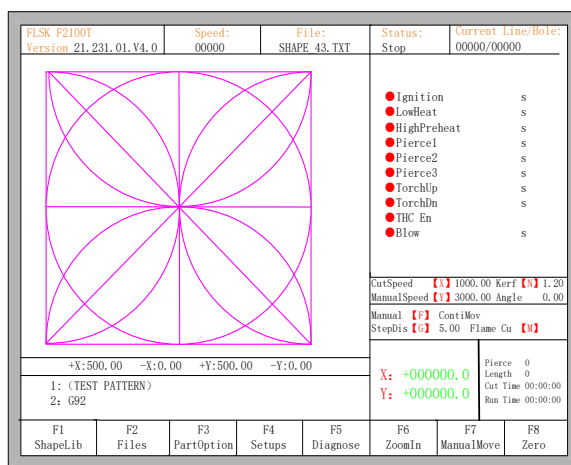 FLSK F2100T
Version 21.231.01.V4.0
Speed:
00000
File:
SHAPE 43.TXT
Status:
Stop
Current Line/Hole:
0000/00000
Ignition s
LowHeat s
HighPreheat s
Pierce1 s
Pierce2 s
Pierce3 s
TorchUp s
TorchDn s
THC En
Blow s
CutSpeed 【X】 1000.00 Kerf【N】 1.20
ManualSpeed【Y】 3000.00 Angle 0.00
Manual 【F】 ContiMov
StepDis【G】 5.00 Flame Cu 【M】
+X:500.00 -X:0.00 +Y:500.00 -Y:0.00
1: (TEST PATTERN)
2: G92
X: +000000.0
Y: +000000.0
Pierce 0
Length 0
Cut Time 00:00:00
Run Time 00:00:00
F1
ShapeLib
F2
Files
F3
PartOption
F4
Setups
F5
Diagnose
F6
ZoomIn
F7
ManualMove
F8
Zero